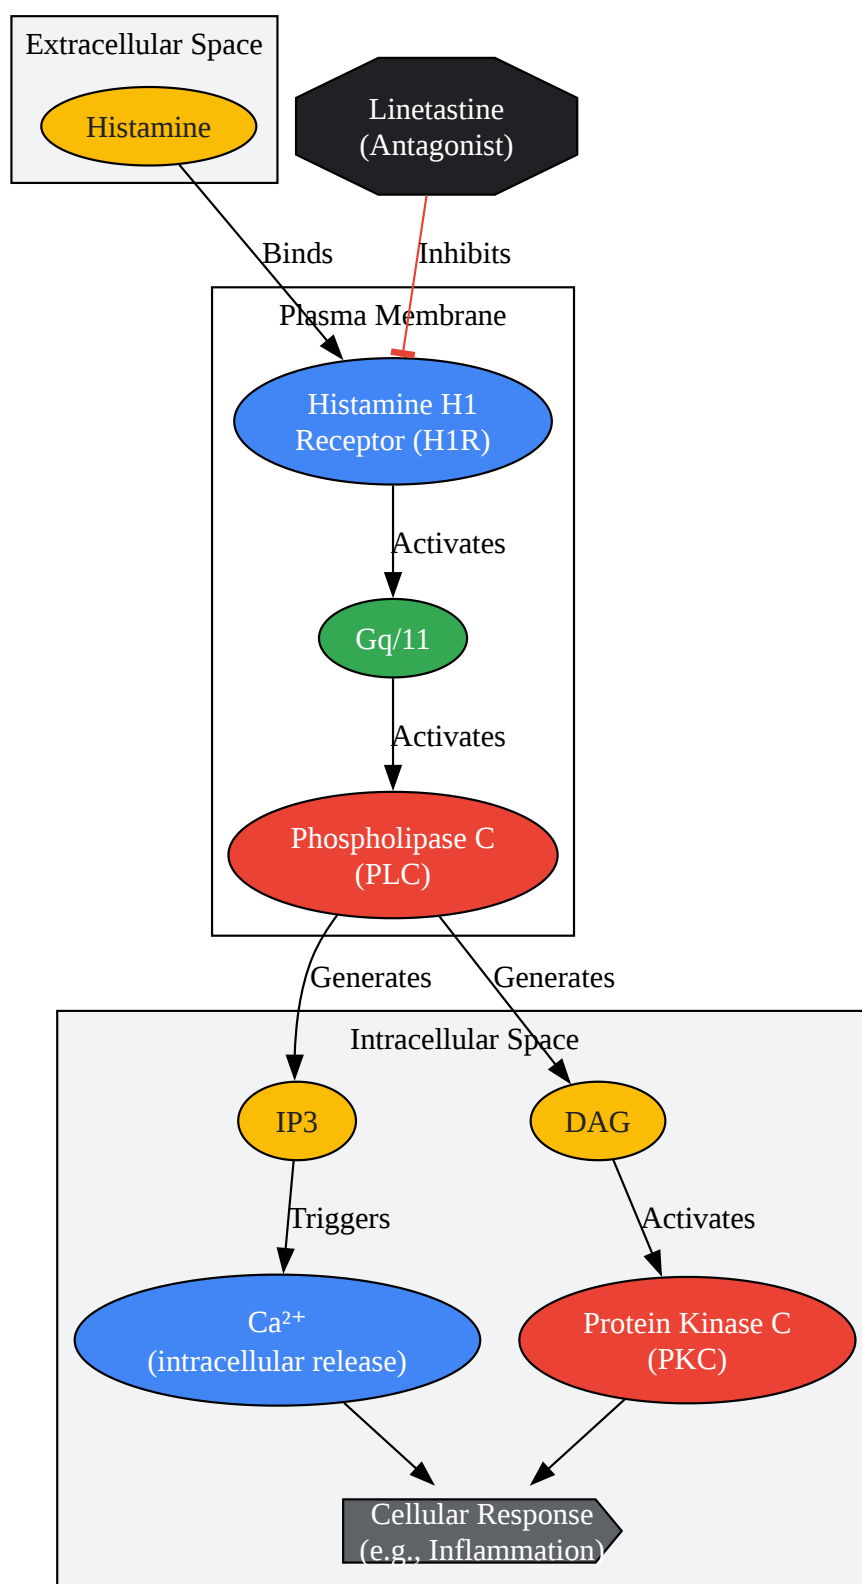 Extracellular Space
Histamine
Linetastine
(Antagonist)
Binds
Inhibits
Plasma Membrane
Histamine H1
Receptor (H1R)
Activates
Gq/11
Activates
Phospholipase C
(PLC)
Generates
Generates
Intracellular Space
IP3
DAG
Triggers
Activates
Ca²⁺
(intracellular release)
Protein Kinase C
(PKC)
Cellular Response
(e.g., Inflammation)